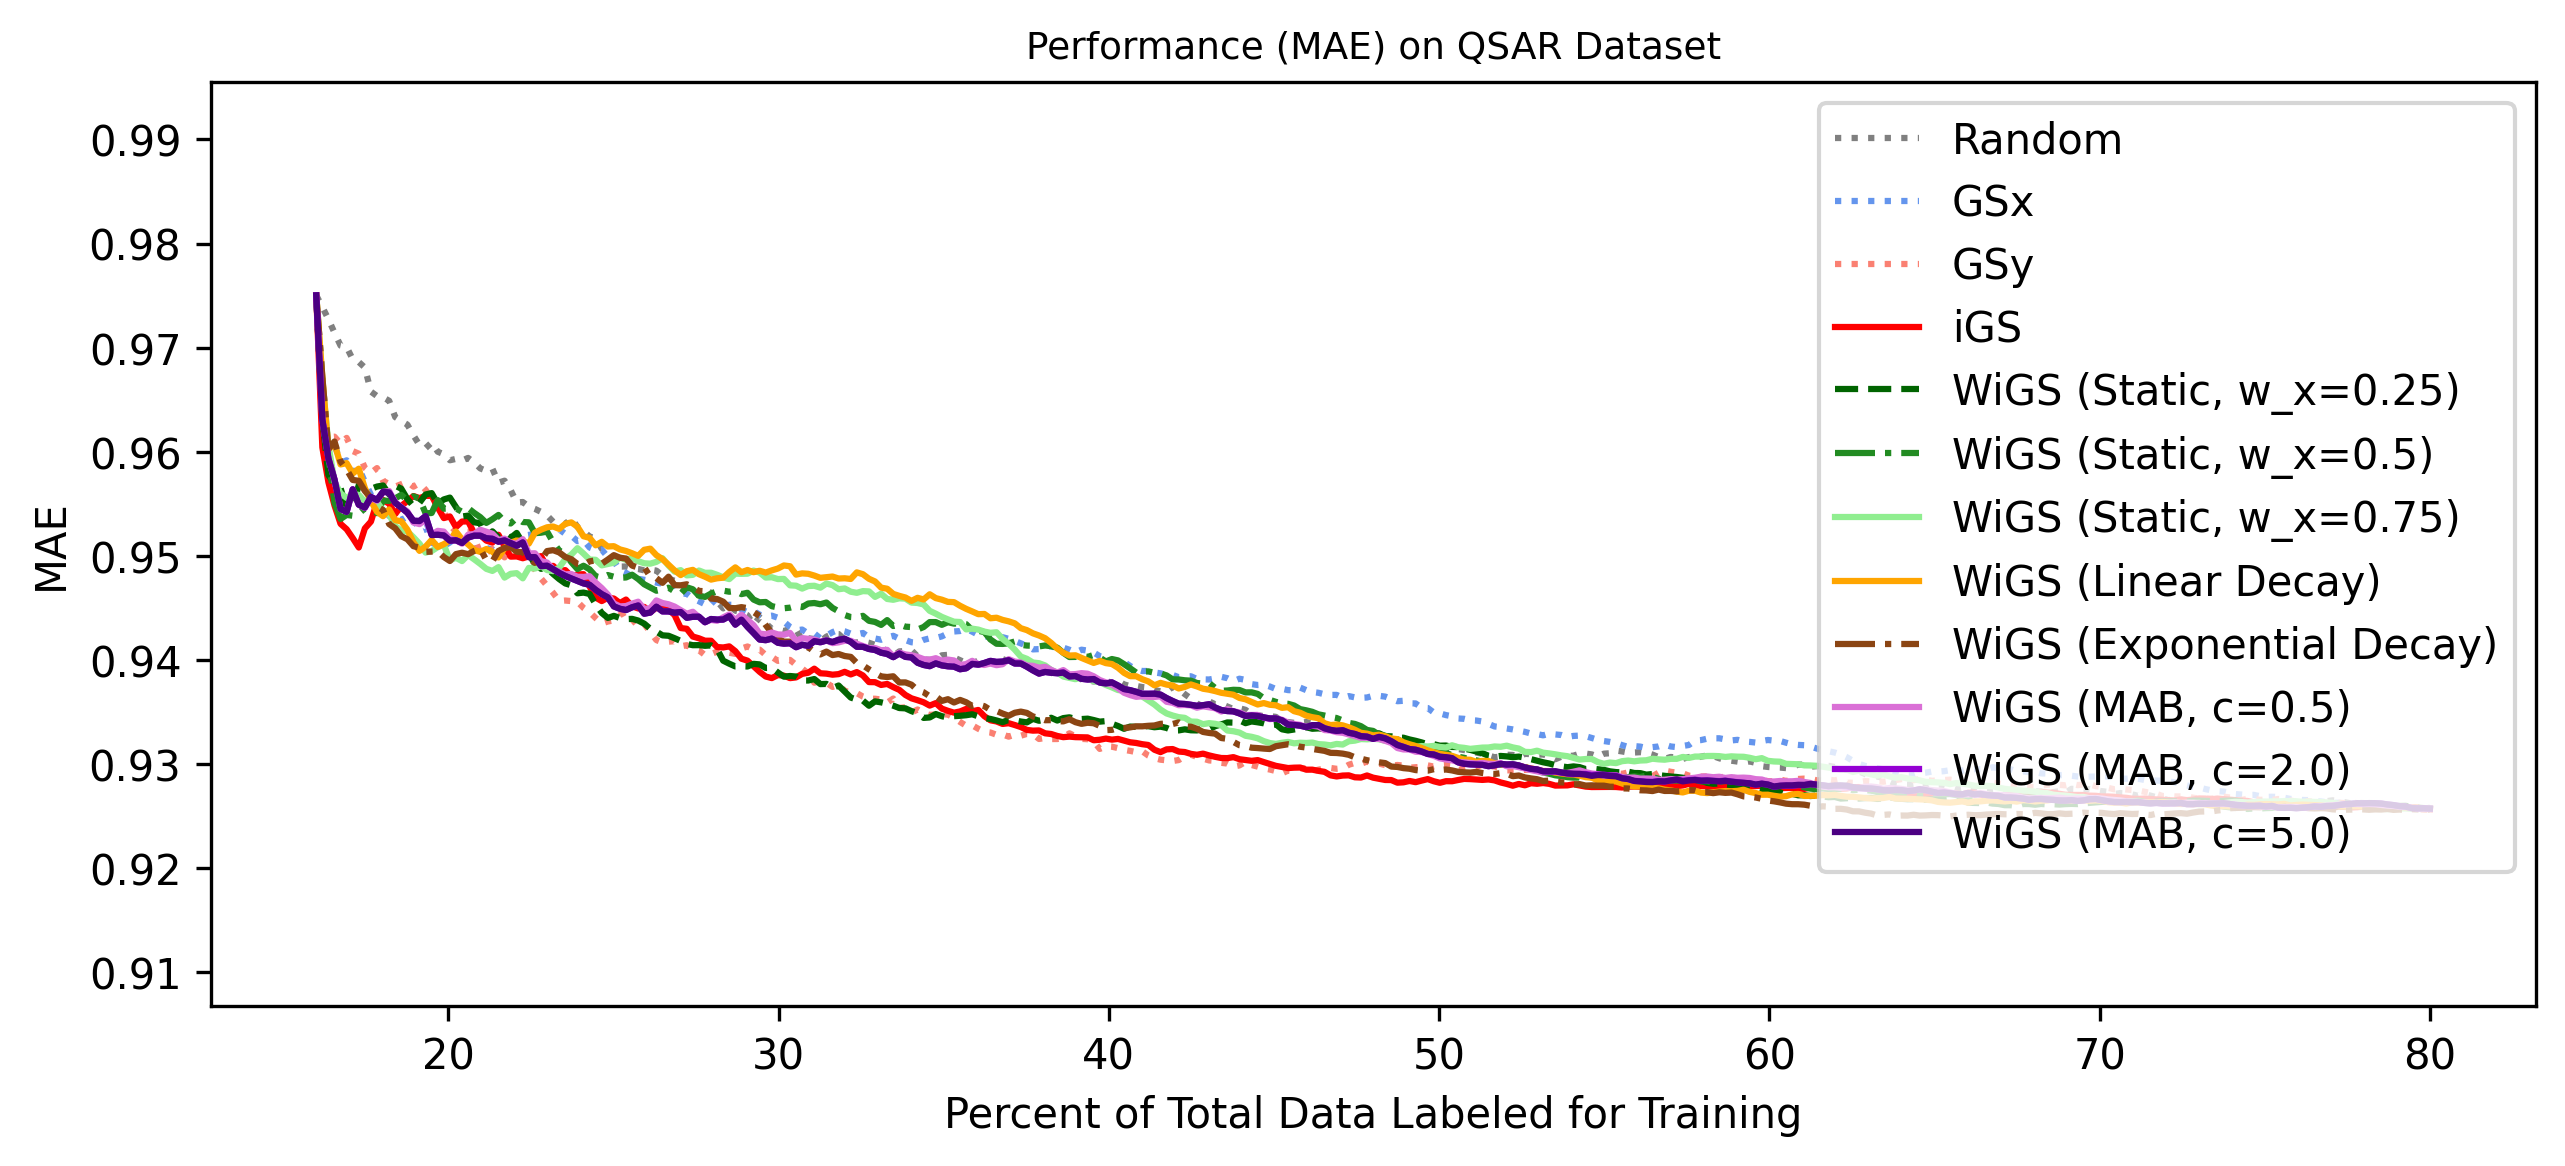 Performance (MAE) on QSAR Dataset
MAE
0.99
0.98
0.97
0.96
0.95
0.94
0.93
0.92
0.91
20 30 40 50 60 70 80
Percent of Total Data Labeled for Training
Random
GSx
GSy
iGS
WiGS (Static, w_x=0.25)
WiGS (Static, w_x=0.5)
WiGS (Static, w_x=0.75)
WiGS (Linear Decay)
WiGS (Exponential Decay)
WiGS (MAB, c=0.5)
WiGS (MAB, c=2.0)
WiGS (MAB, c=5.0)